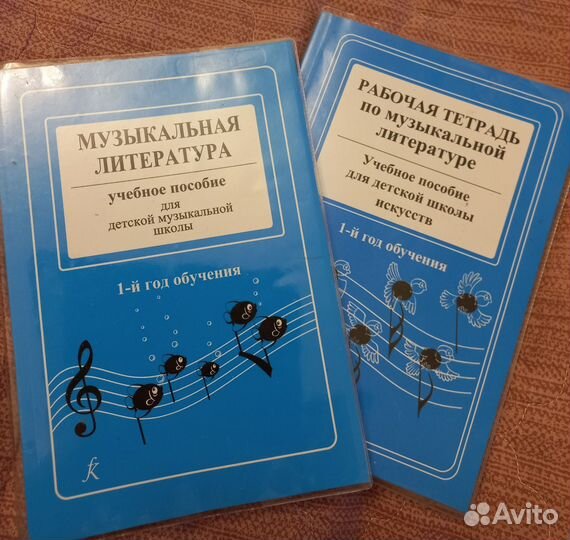 МУЗЫКАЛЬНАЯ
ЛИТЕРАТУРА
учебное пособие
для
детской музыкальной
школы
1-й год обучения
fk
РАБОЧАЯ ТЕТРАДЬ
по музыкальной
литературе
Учебное пособие
для детской школы
искусств
1-й год обучения
Avito